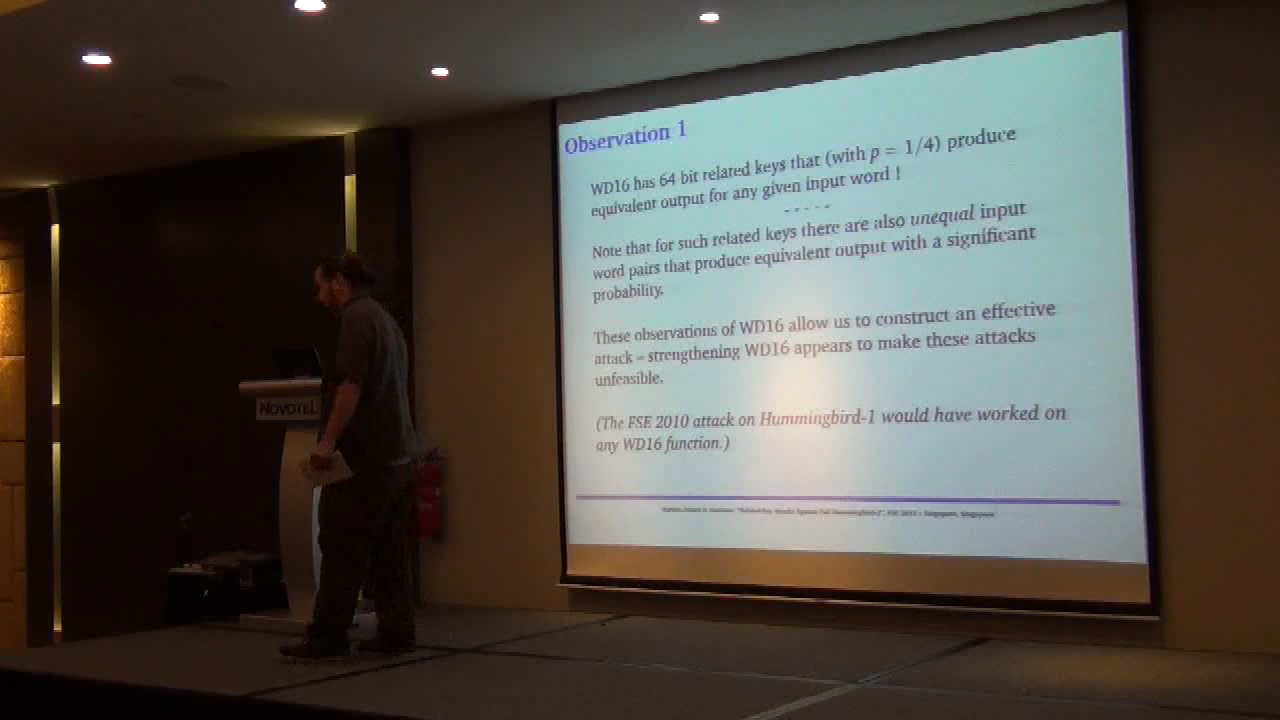 Observation 1
WD16 has 64 bit related keys that (with p = 1/4) produce
equivalent output for any given input word !
- - - - -
Note that for such related keys there are also unequal input
word pairs that produce equivalent output with a significant
probability.
These observations of WD16 allow us to construct an effective
attack – strengthening WD16 appears to make these attacks
unfeasible.
(The FSE 2010 attack on Hummingbird-1 would have worked on
any WD16 function.)
NOVOTEL